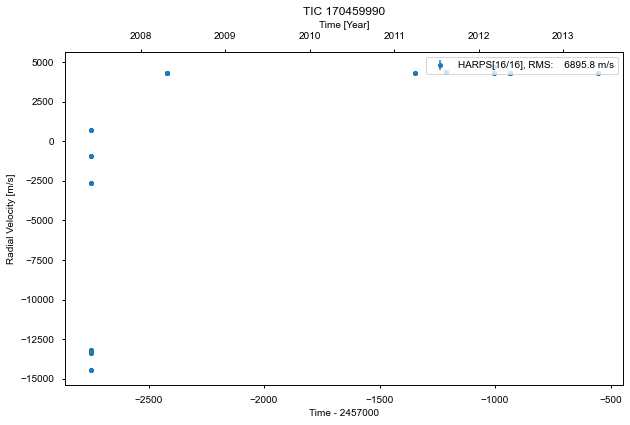 TIC 170459990
Time [Year]
2008 2009 2010 2011 2012 2013
HARPS[16/16], RMS: 6895.8 m/s
5000
2500
0
−2500
−5000
−7500
−10000
−12500
−15000
Radial Velocity [m/s]
−2500 −2000 −1500 −1000 −500
Time - 2457000